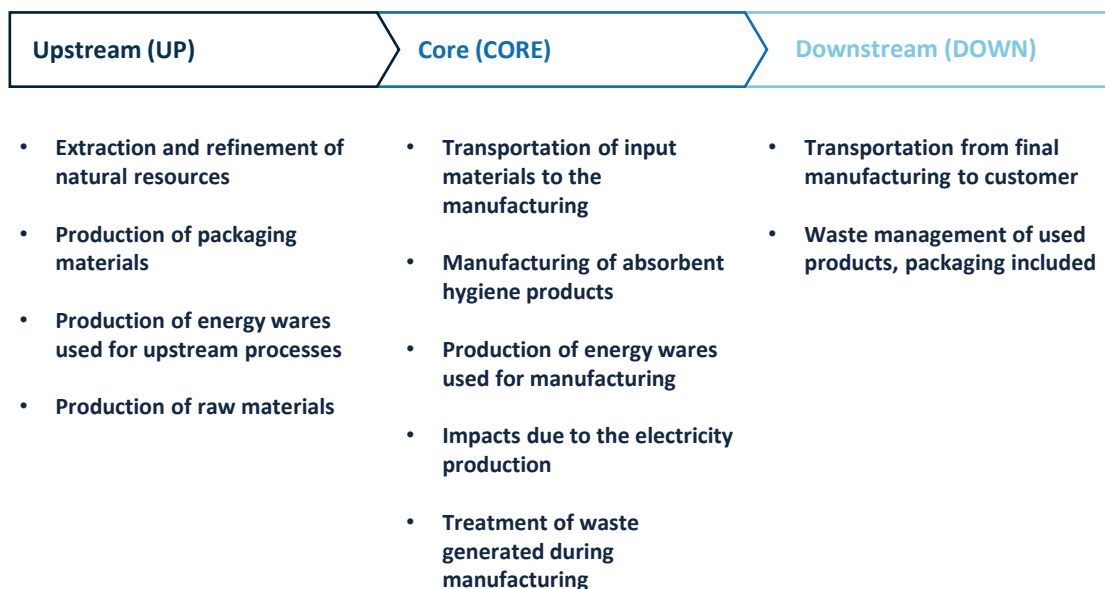 Upstream (UP)
Core (CORE)
Downstream (DOWN)
• Extraction and refinement of
natural resources
• Production of packaging
materials
• Production of energy wares
used for upstream processes
• Production of raw materials
• Transportation of input
materials to the
manufacturing
• Manufacturing of absorbent
hygiene products
• Production of energy wares
used for manufacturing
• Impacts due to the electricity
production
• Treatment of waste
generated during
manufacturing
• Transportation from final
manufacturing to customer
• Waste management of used
products, packaging included